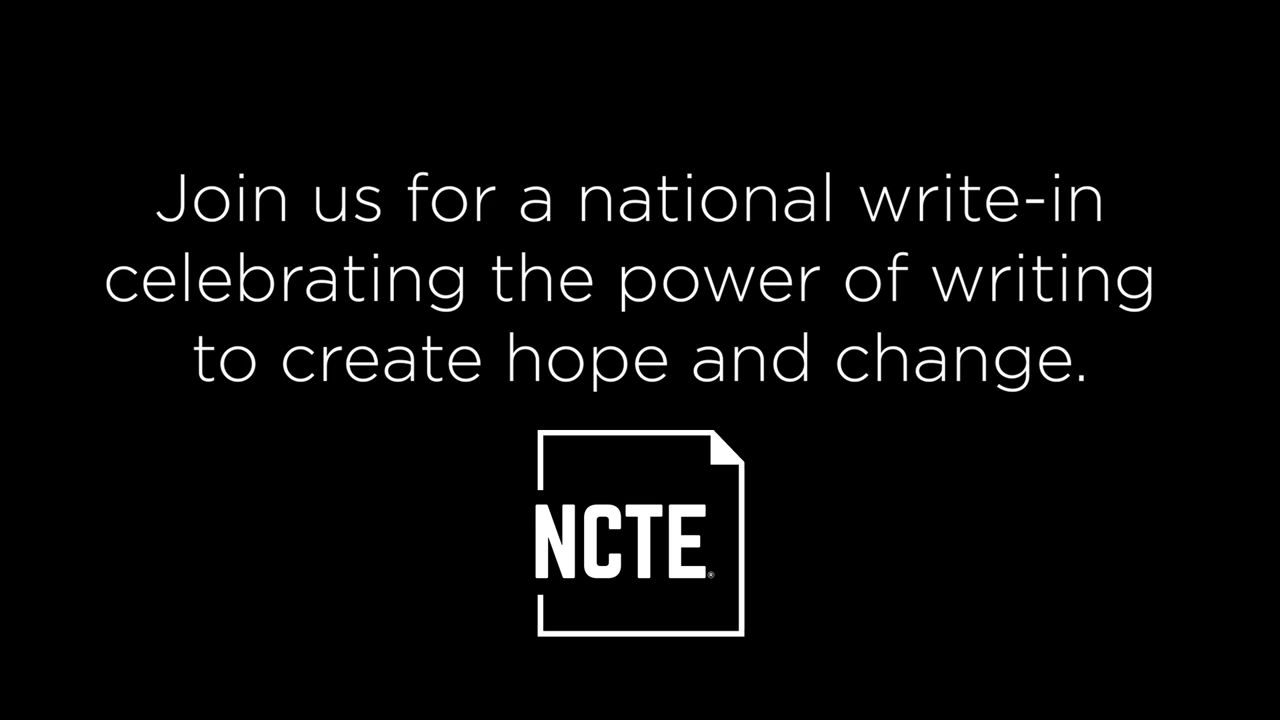 Join us for a national write-in
celebrating the power of writing
to create hope and change.
NCTE®